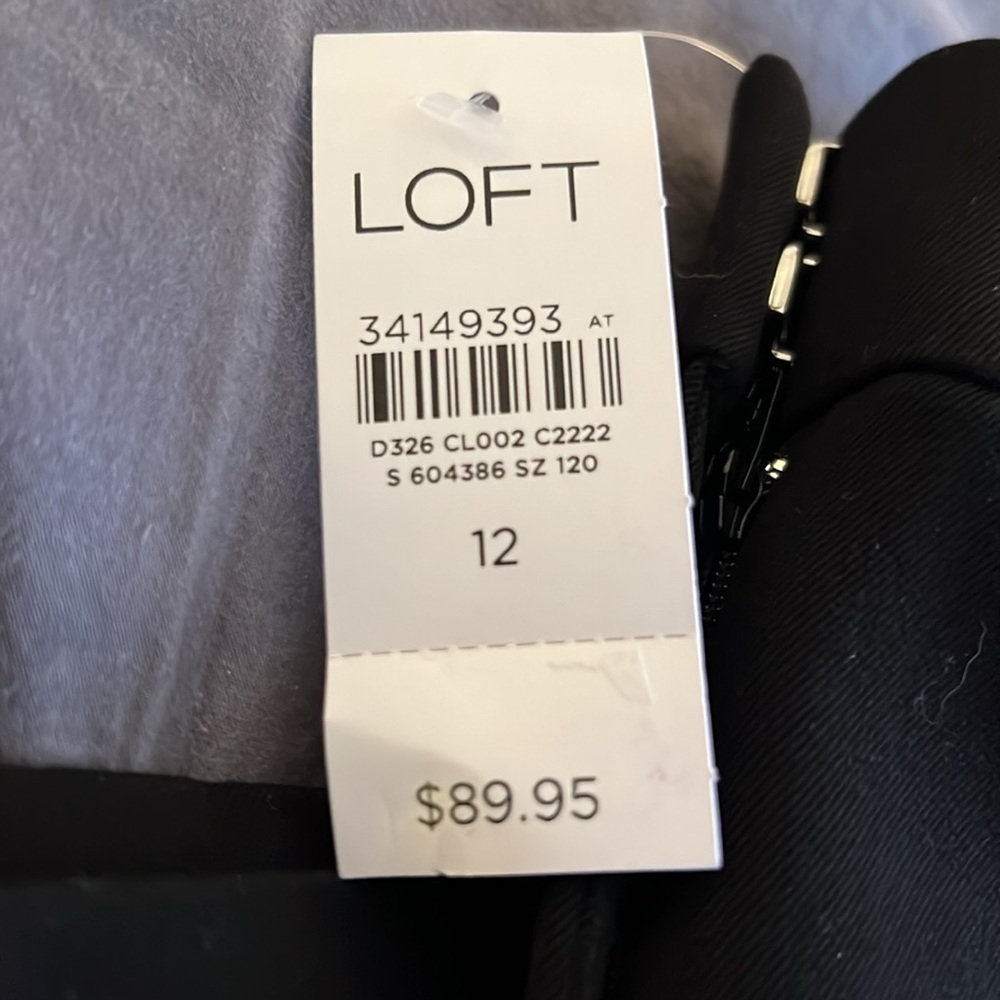 LOFT
34149393 AT
D326 CL002 C2222
S 604386 SZ 120
12
$89.95